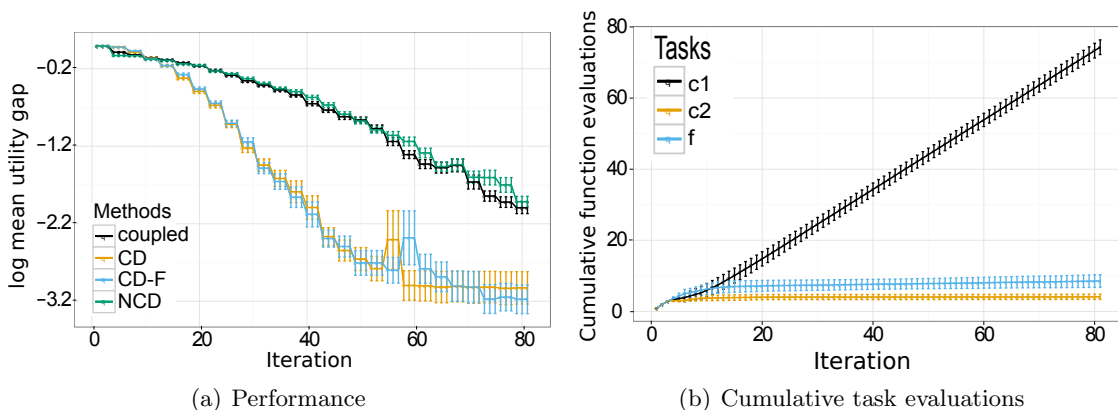 log mean utility gap
−0.2
−1.2
−2.2
−3.2
Methods
coupled
CD
CD-F
NCD
0 20 40 60 80
Iteration
(a) Performance
Cumulative function evaluations
80
60
40
20
0
Tasks
c1
c2
f
0 20 40 60 80
Iteration
(b) Cumulative task evaluations